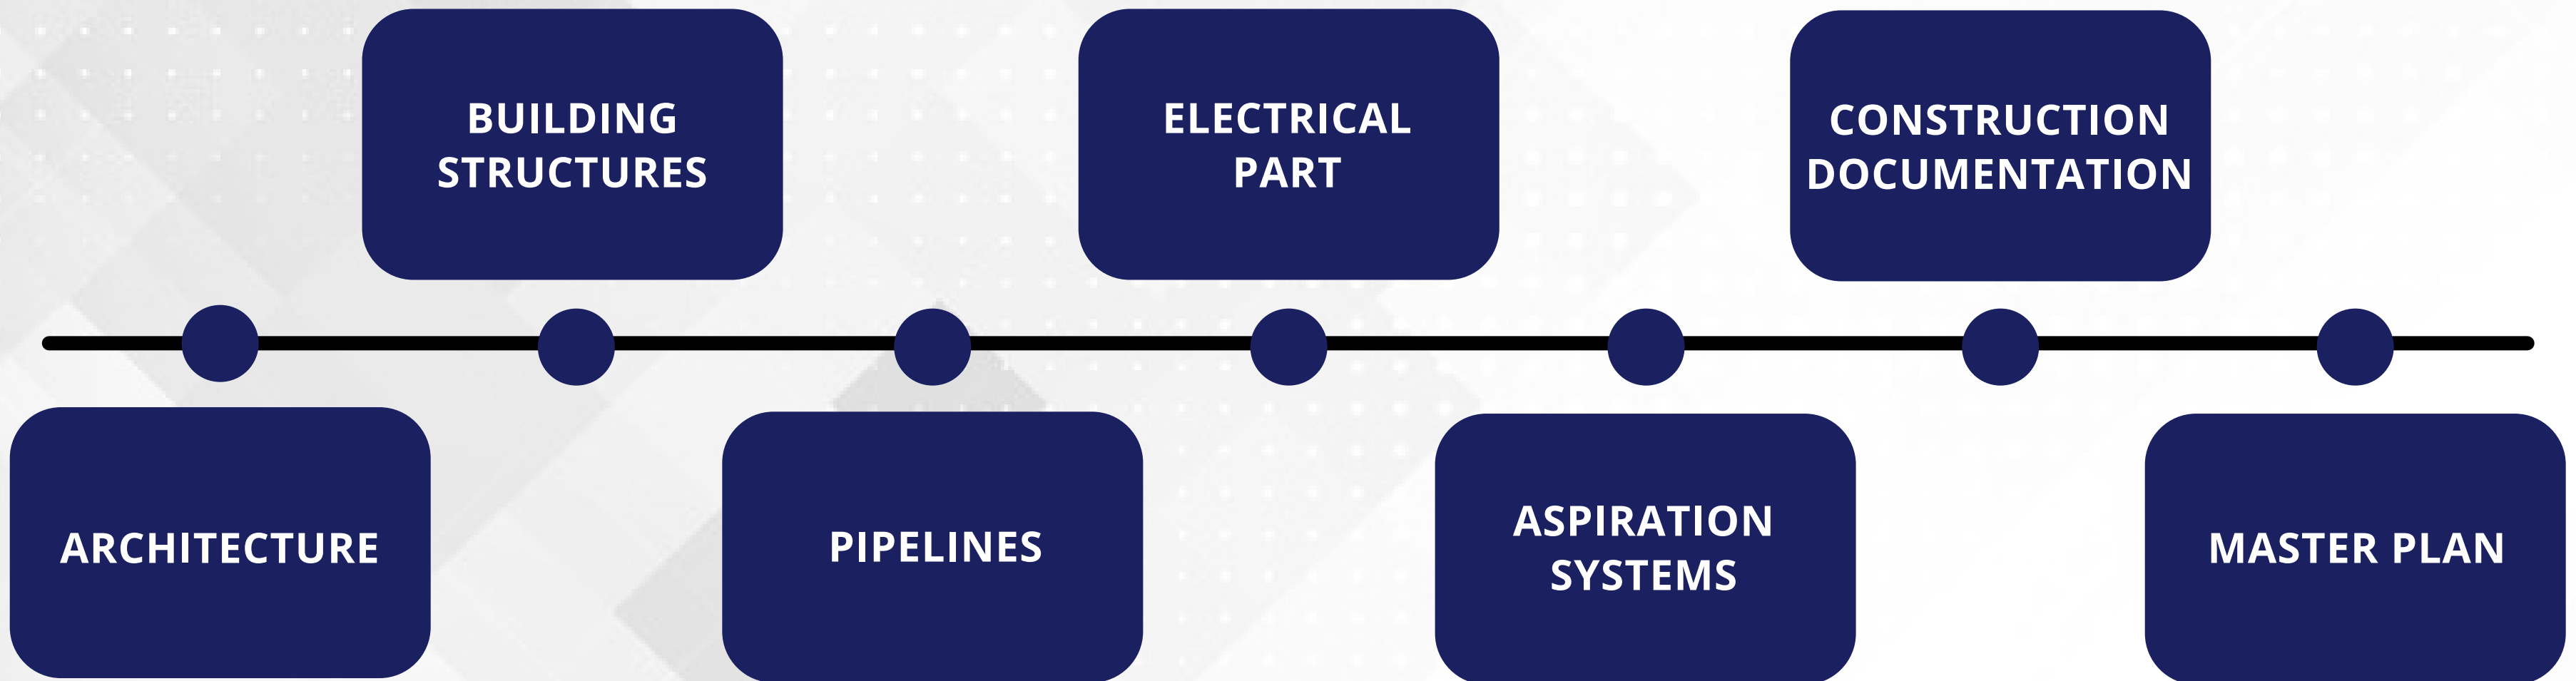 BUILDING
STRUCTURES
ELECTRICAL
PART
CONSTRUCTION
DOCUMENTATION
ARCHITECTURE
PIPELINES
ASPIRATION
SYSTEMS
MASTER PLAN